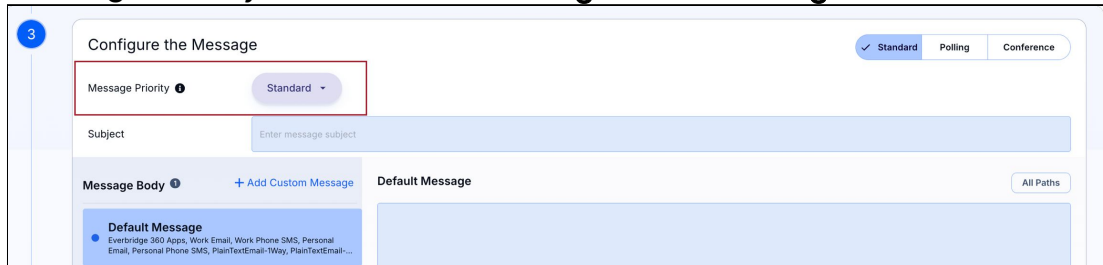 3
Configure the Message
Standard Polling Conference
Message Priority Standard
Subject Enter message subject
Message Body 1 + Add Custom Message Default Message All Paths
Default Message
Everbridge 360 Apps, Work Email, Work Phone SMS, Personal
Email, Personal Phone SMS, PlainTextEmail-1Way, PlainTextEmail-...